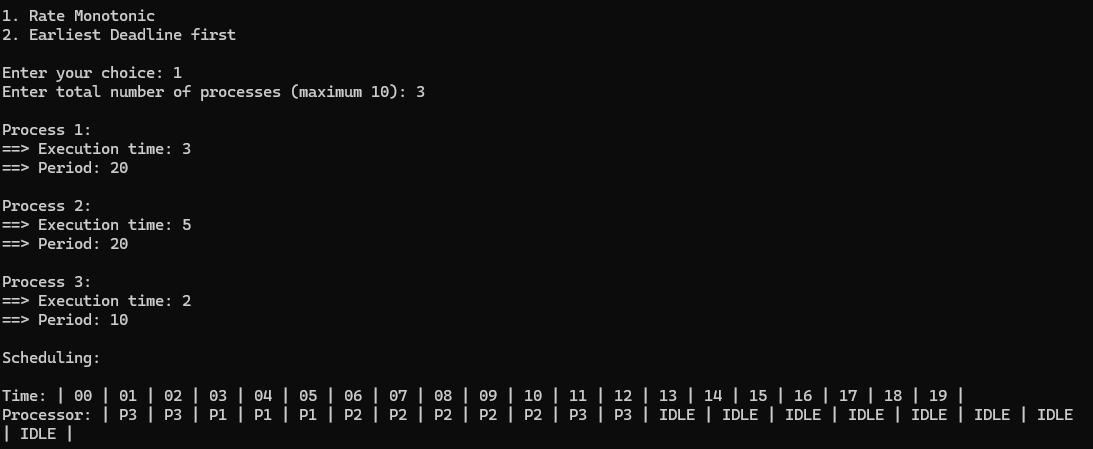 1. Rate Monotonic
2. Earliest Deadline first
Enter your choice: 1
Enter total number of processes (maximum 10): 3
Process 1:
==> Execution time: 3
==> Period: 20
Process 2:
==> Execution time: 5
==> Period: 20
Process 3:
==> Execution time: 2
==> Period: 10
Scheduling:
Time: | 00 | 01 | 02 | 03 | 04 | 05 | 06 | 07 | 08 | 09 | 10 | 11 | 12 | 13 | 14 | 15 | 16 | 17 | 18 | 19 |
Processor: | P3 | P3 | P1 | P1 | P1 | P2 | P2 | P2 | P2 | P2 | P3 | P3 | IDLE | IDLE | IDLE | IDLE | IDLE | IDLE | IDLE
| IDLE |